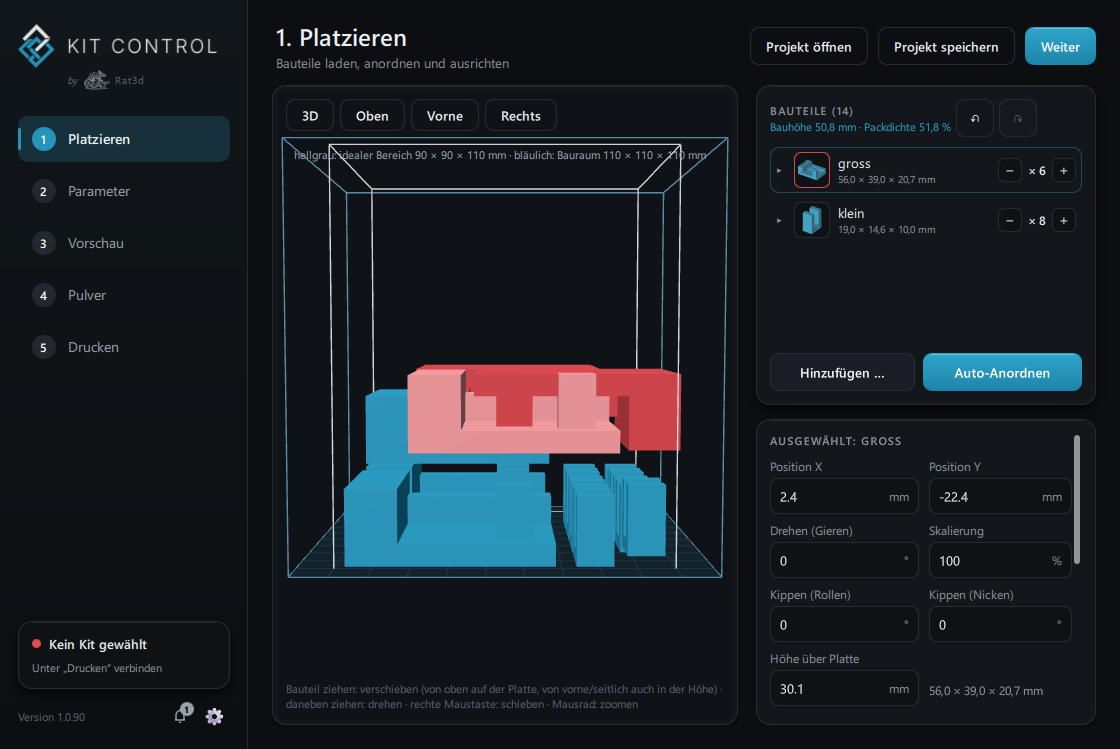 KIT CONTROL
by Rat3d
1 Platzieren
2 Parameter
3 Vorschau
4 Pulver
5 Drucken
Kein Kit gewählt
Unter „Drucken“ verbinden
Version 1.0.90
1
1. Platzieren
Bauteile laden, anordnen und ausrichten
Projekt öffnen
Projekt speichern
Weiter
3D
Oben
Vorne
Rechts
hellgrau: idealer Bereich 90 × 90 × 110 mm · bläulich: Bauraum 110 × 110 × 110 mm
Bauteil ziehen: verschieben (von oben auf der Platte, von vorne/seitlich auch in der Höhe) ·
daneben ziehen: drehen · rechte Maustaste: schieben · Mausrad: zoomen
BAUTEILE (14)
Bauhöhe 50,8 mm · Packdichte 51,8 %
gross
56,0 × 39,0 × 20,7 mm
− × 6 +
klein
19,0 × 14,6 × 10,0 mm
− × 8 +
Hinzufügen ...
Auto-Anordnen
AUSGEWÄHLT: GROSS
Position X
Position Y
2.4 mm
-22.4 mm
Drehen (Gieren)
Skalierung
0 °
100 %
Kippen (Rollen)
Kippen (Nicken)
0 °
0 °
Höhe über Platte
30.1 mm
56,0 × 39,0 × 20,7 mm